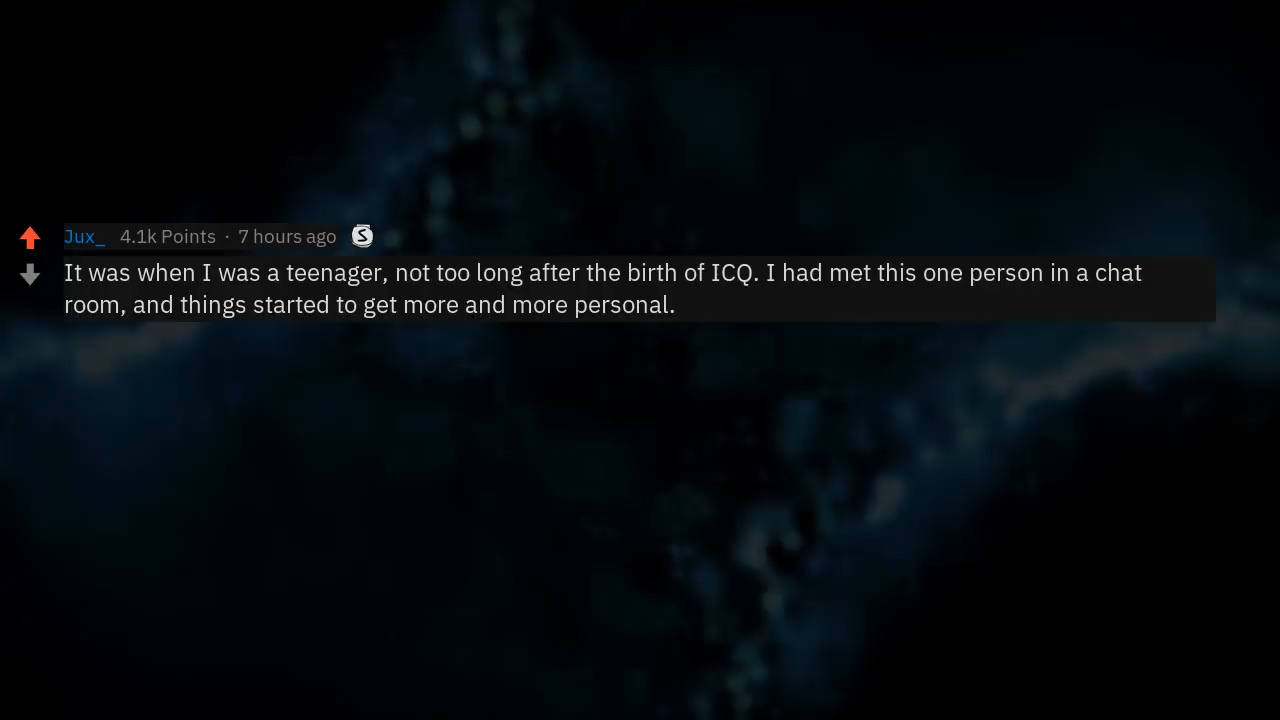 Jux_ 4.1k Points · 7 hours ago S
It was when I was a teenager, not too long after the birth of ICQ. I had met this one person in a chat
room, and things started to get more and more personal.